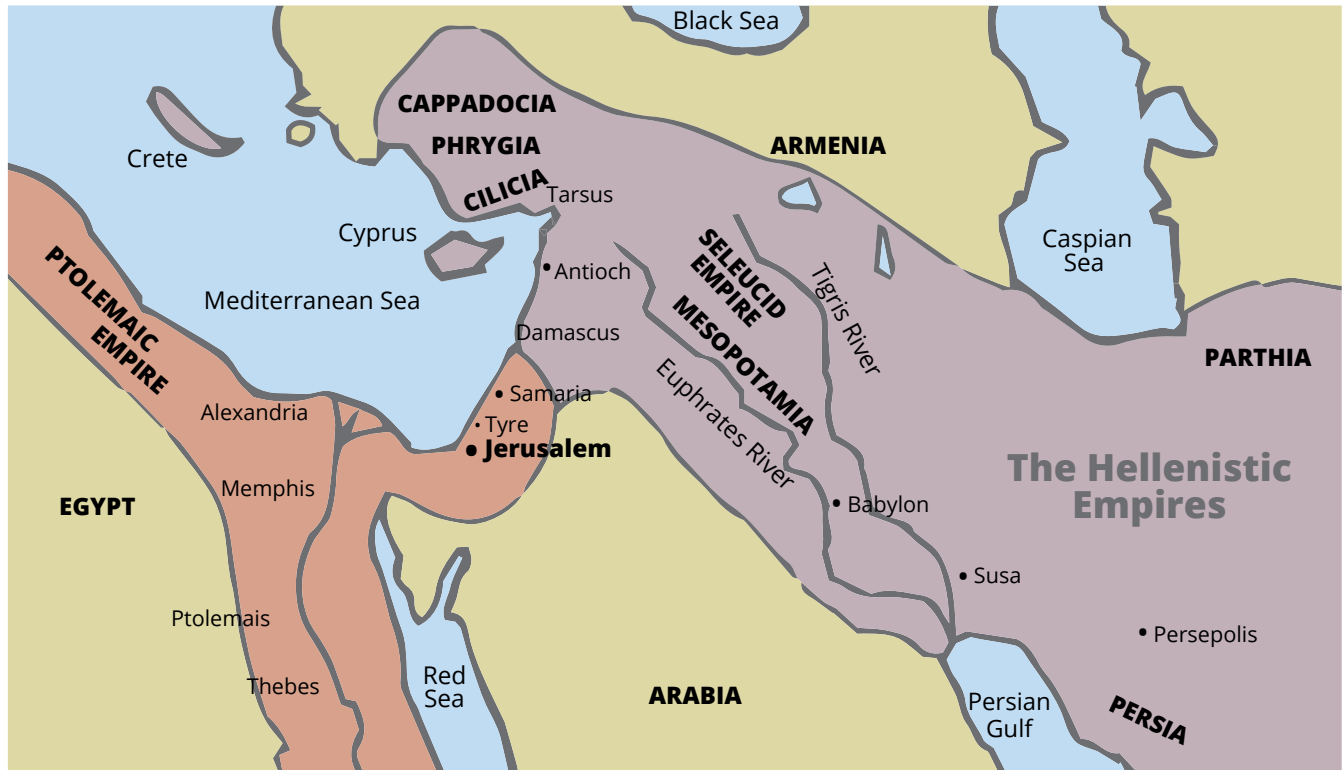 Black Sea
CAPPADOCIA
PHRYGIA
ARMENIA
Crete
CILICIA
Tarsus
Cyprus
Caspian
Sea
SELEUCID
EMPIRE
Tigris River
Antioch
PTOLEMAIC
EMPIRE
Mediterranean Sea
MESOPOTAMIA
Damascus
PARTHIA
Euphrates River
Samaria
Alexandria
Tyre
Jerusalem
The Hellenistic
Empires
Memphis
EGYPT
Babylon
Susa
Ptolemais
Persepolis
Thebes
Red
Sea
ARABIA
Persian
Gulf
PERSIA